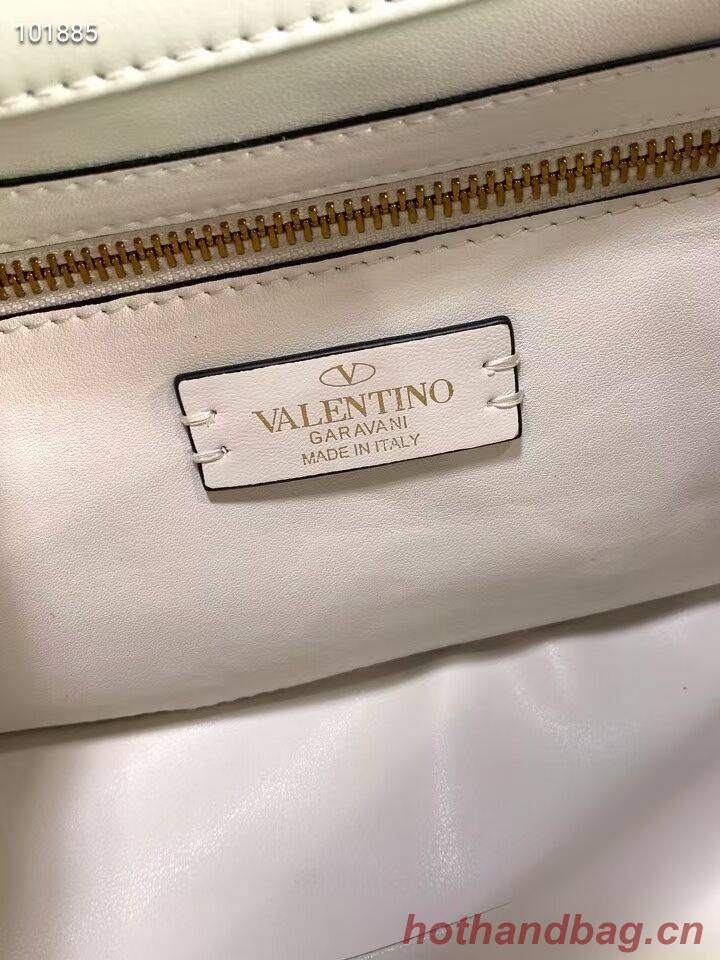 101885
V
VALENTINO
GARAVANI
MADE IN ITALY
hothandbag.cn